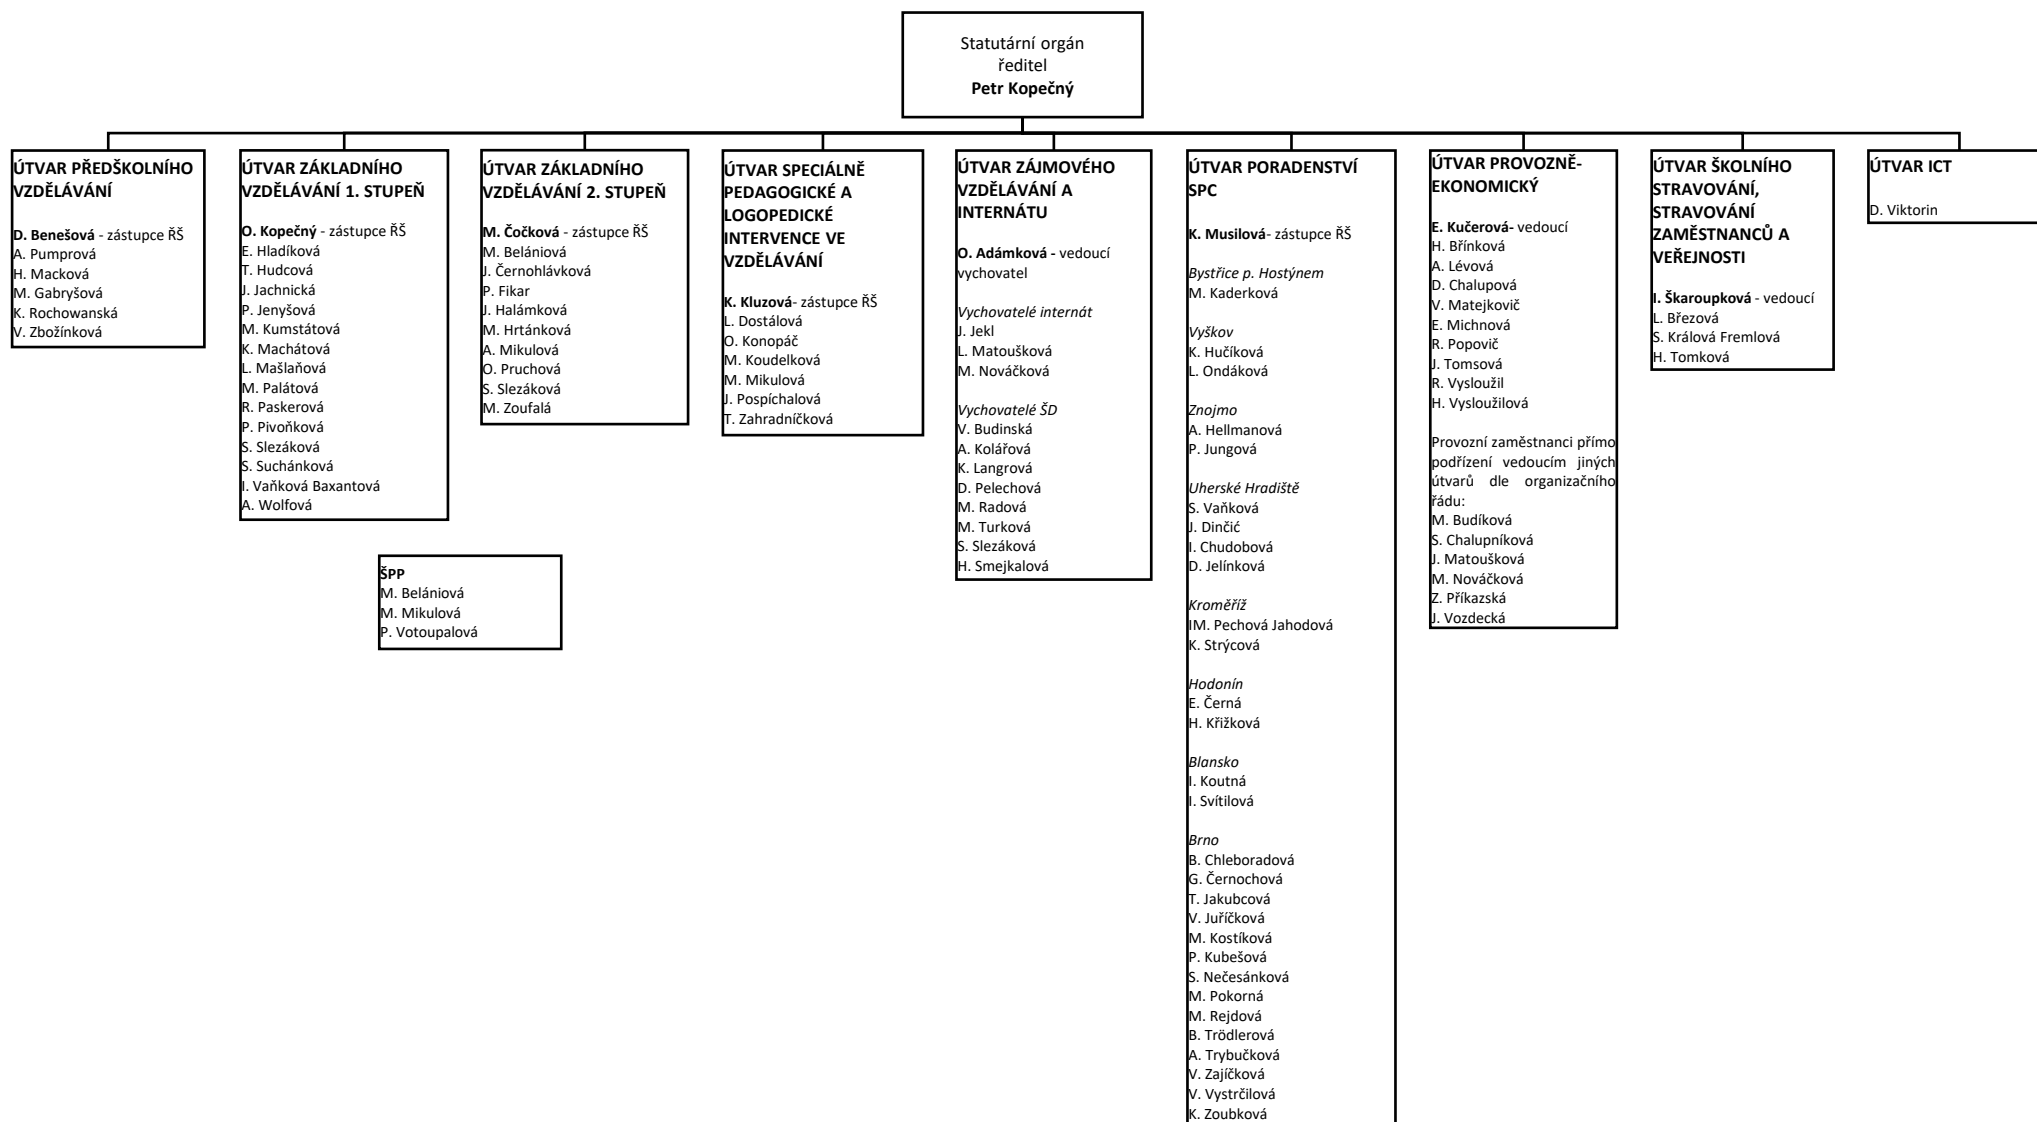 Statutární orgán
ředitel
Petr Kopečný
ÚTVAR PŘEDŠKOLNÍHO
VZDĚLÁVÁNÍ
D. Benešová - zástupce ŘŠ
A. Pumprová
H. Macková
M. Gabryšová
K. Rochowanská
V. Zbožínková
ÚTVAR ZÁKLADNÍHO
VZDĚLÁVÁNÍ 1. STUPEŇ
O. Kopečný - zástupce ŘŠ
E. Hladíková
T. Hudcová
J. Jachnická
P. Jenyšová
M. Kumstátová
K. Machátová
L. Mašlaňová
M. Palátová
R. Paskerová
P. Pivoňková
S. Slezáková
S. Suchánková
I. Vaňková Baxantová
A. Wolfová
ÚTVAR ZÁKLADNÍHO
VZDĚLÁVÁNÍ 2. STUPEŇ
M. Čočková - zástupce ŘŠ
M. Belániová
J. Černohlávková
P. Fikar
J. Halámková
M. Hrtánková
A. Mikulová
O. Pruchová
S. Slezáková
M. Zoufalá
ŠPP
M. Belániová
M. Mikulová
P. Votoupalová
ÚTVAR SPECIÁLNĚ
PEDAGOGICKÉ A
LOGOPEDICKÉ
INTERVENCE VE
VZDĚLÁVÁNÍ
K. Kluzová- zástupce ŘŠ
L. Dostálová
O. Konopáč
M. Koudelková
M. Mikulová
J. Pospíchalová
T. Zahradníčková
ÚTVAR ZÁJMOVÉHO
VZDĚLÁVÁNÍ A
INTERNÁTU
O. Adámková - vedoucí
vychovatel
Vychovatelé internát
J. Jekl
L. Matoušková
M. Nováčková
Vychovatelé ŠD
V. Budinská
A. Kolářová
K. Langrová
D. Pelechová
M. Radová
M. Turková
S. Slezáková
H. Smejkalová
ÚTVAR PORADENSTVÍ
SPC
K. Musilová- zástupce ŘŠ
Bystřice p. Hostýnem
M. Kaderková
Vyškov
K. Hučíková
L. Ondáková
Znojmo
A. Hellmanová
P. Jungová
Uherské Hradiště
S. Vaňková
J. Dinčić
I. Chudobová
D. Jelínková
Kroměříž
IM. Pechová Jahodová
K. Strýcová
Hodonín
E. Černá
H. Křižková
Blansko
I. Koutná
I. Svítilová
Brno
B. Chleboradová
G. Černochová
T. Jakubcová
V. Juříčková
M. Kostíková
P. Kubešová
S. Nečesánková
M. Pokorná
M. Rejdová
B. Trödlerová
A. Trybučková
V. Zajíčková
V. Vystrčilová
K. Zoubková
ÚTVAR PROVOZNĚ-
EKONOMICKÝ
E. Kučerová- vedoucí
H. Břínková
A. Lévová
D. Chalupová
V. Matejkovič
E. Michnová
R. Popovič
J. Tomsová
R. Vysloužil
H. Vysloužilová
Provozní zaměstnanci přímo
podřízení vedoucím jiných
útvarů dle organizačního
řádu:
M. Budíková
S. Chalupníková
J. Matoušková
M. Nováčková
Z. Příkazská
J. Vozdecká
ÚTVAR ŠKOLNÍHO
STRAVOVÁNÍ,
STRAVOVÁNÍ
ZAMĚSTNANCŮ A
VEŘEJNOSTI
I. Škaroupková - vedoucí
L. Březová
S. Králová Fremlová
H. Tomková
ÚTVAR ICT
D. Viktorin